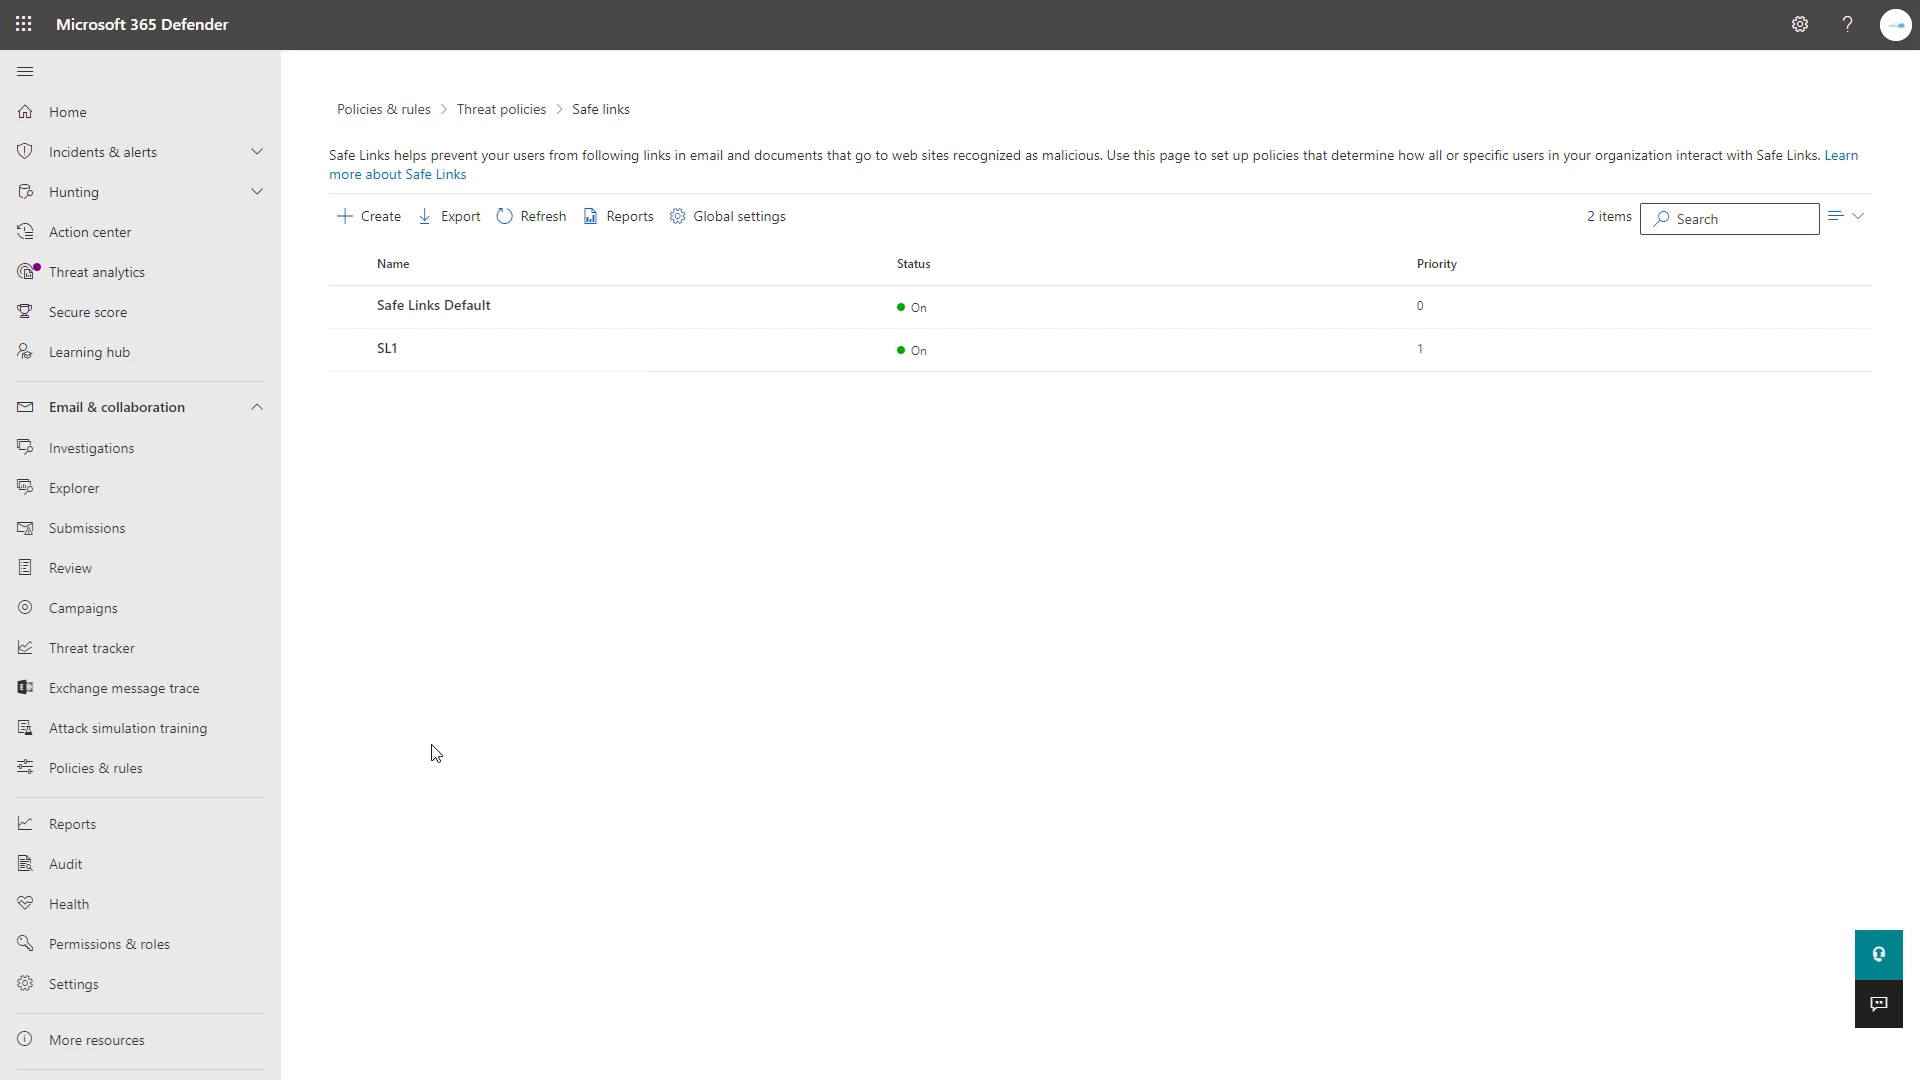 Microsoft 365 Defender
Home
Incidents & alerts
Hunting
Action center
Threat analytics
Secure score
Learning hub
Email & collaboration
Investigations
Explorer
Submissions
Review
Campaigns
Threat tracker
Exchange message trace
Attack simulation training
Policies & rules
Reports
Audit
Health
Permissions & roles
Settings
More resources
Policies & rules > Threat policies > Safe links
Safe Links helps prevent your users from following links in email and documents that go to web sites recognized as malicious. Use this page to set up policies that determine how all or specific users in your organization interact with Safe Links. Learn
more about Safe Links
Create Export Refresh Reports Global settings 2 items Search
Name Status Priority
Safe Links Default On 0
SL1 On 1